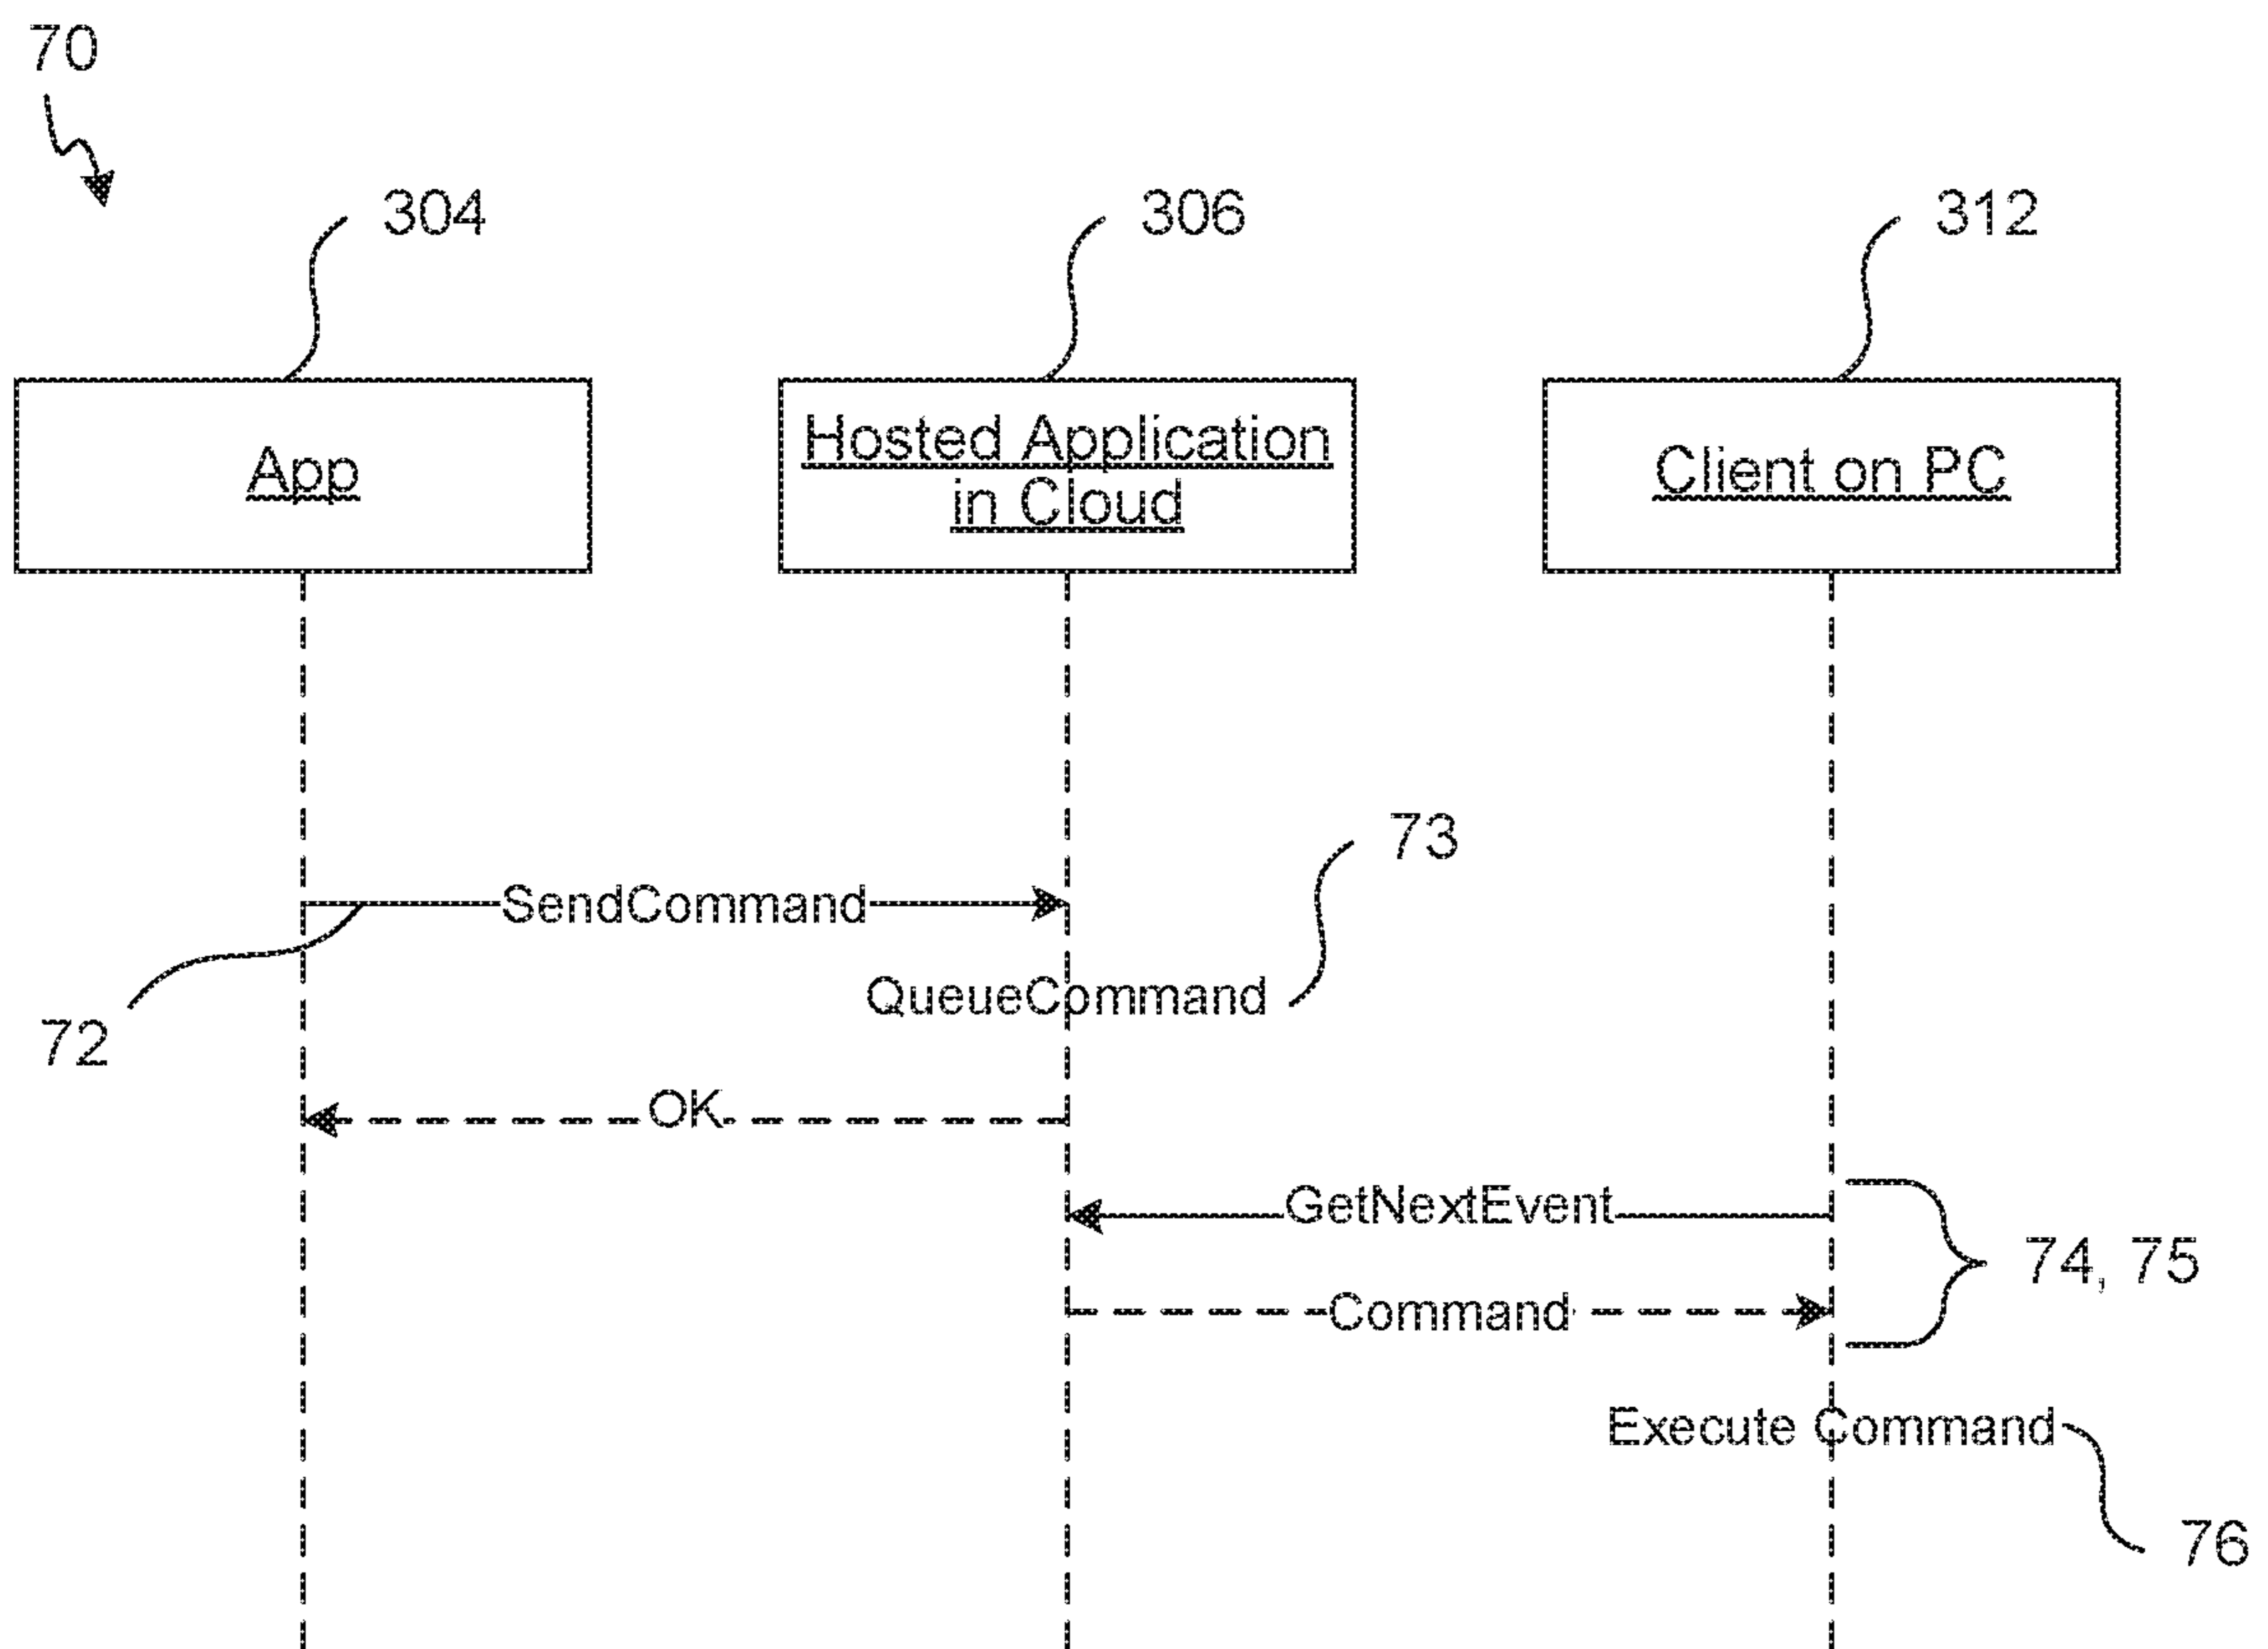 70
304
306
312
App
Hosted Application
in Cloud
Client on PC
73
SendCommand
QueueCommand
72
OK
GetNextEvent
74, 75
Command
Execute Command
76